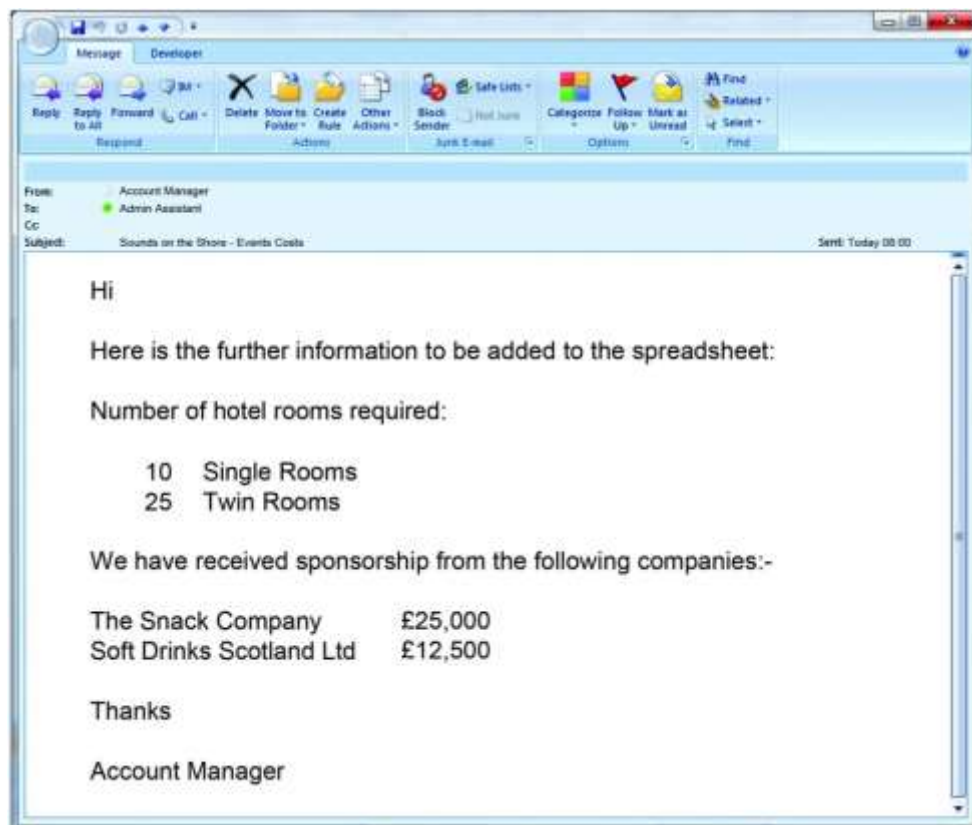 Message Developer
Reply Reply to All Forward IM Call
Respond
Delete Move to Folder Create Rule Other Actions
Actions
Block Sender Safe Lists Not Junk
Junk E-mail
Categorize Follow Up Mark as Unread
Options
Find
Related
Select
Find
From: Account Manager
To: Admin Assistant
Cc
Subject: Sounds on the Shore - Events Costs Sent: Today 08:00
Hi
Here is the further information to be added to the spreadsheet:
Number of hotel rooms required:
10 Single Rooms
25 Twin Rooms
We have received sponsorship from the following companies:-
The Snack Company £25,000
Soft Drinks Scotland Ltd £12,500
Thanks
Account Manager